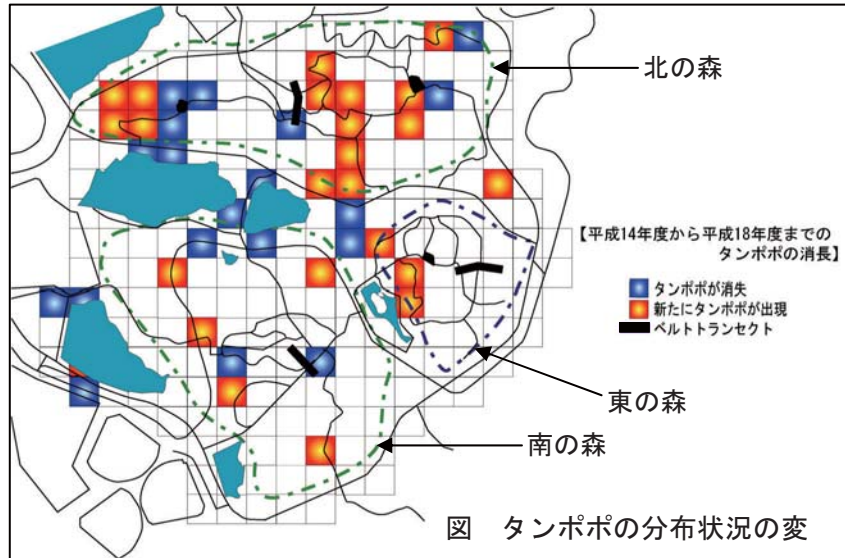 北の森
【平成14年度から平成18年度までの
タンポポの消長】
タンポポが消失
新たにタンポポが出現
ベルトトランセクト
東の森
南の森
図 タンポポの分布状況の変